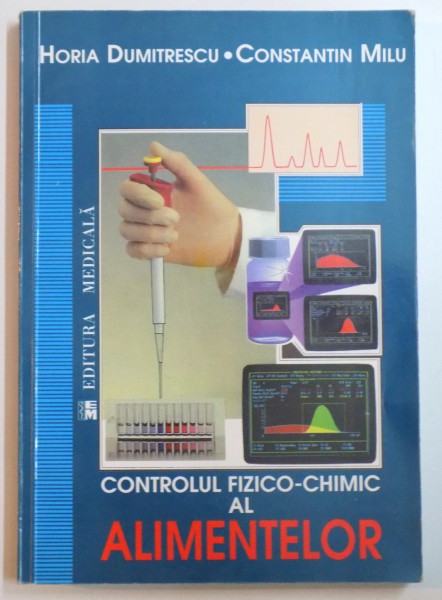 HORIA DUMITRESCU • CONSTANTIN MILU
EDITURA MEDICALĂ
EM
CONTROLUL FIZICO-CHIMIC
AL
ALIMENTELOR